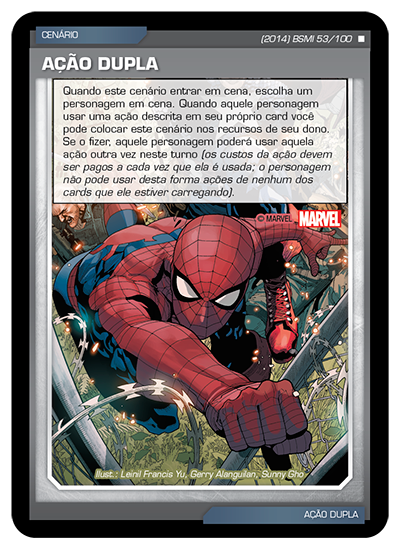 CENÁRIO
(2014) BSMI 53/100
AÇÃO DUPLA
Quando este cenário entrar em cena, escolha um
personagem em cena. Quando aquele personagem
usar uma ação descrita em seu próprio card você
pode colocar este cenário nos recursos de seu dono.
Se o fizer, aquele personagem poderá usar aquela
ação outra vez neste turno (os custos da ação devem
ser pagos a cada vez que ela é usada; o personagem
não pode usar desta forma ações de nenhum dos
cards que ele estiver carregando).
© MARVEL MARVEL
Ilust.: Leinil Francis Yu, Gerry Alanguilan, Sunny Gho
AÇÃO DUPLA